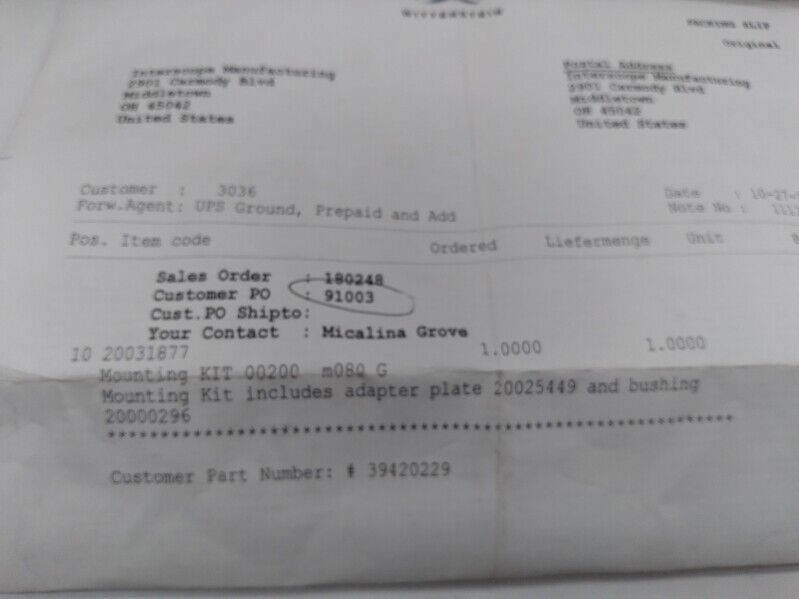 PACKING SLIP
Original
Interscope Manufacturing
2901 Carmody Blvd
Middletown
OH 45042
United States
Postal Address
Interscope Manufacturing
2901 Carmody Blvd
Middletown
OH 45042
United States
Customer : 3036
Forw.Agent: UPS Ground, Prepaid and Add
Date : 10-27-
Note No :
Pos. Item code Ordered Liefermenge Unit
Sales Order : 180248
Customer PO : 91003
Cust.PO Shipto:
Your Contact : Micalina Grove
10 20031877 1.0000 1.0000
Mounting KIT 00200 m080 G
Mounting Kit includes adapter plate 20025449 and bushing
20000296
************************************************************
Customer Part Number: # 39420229